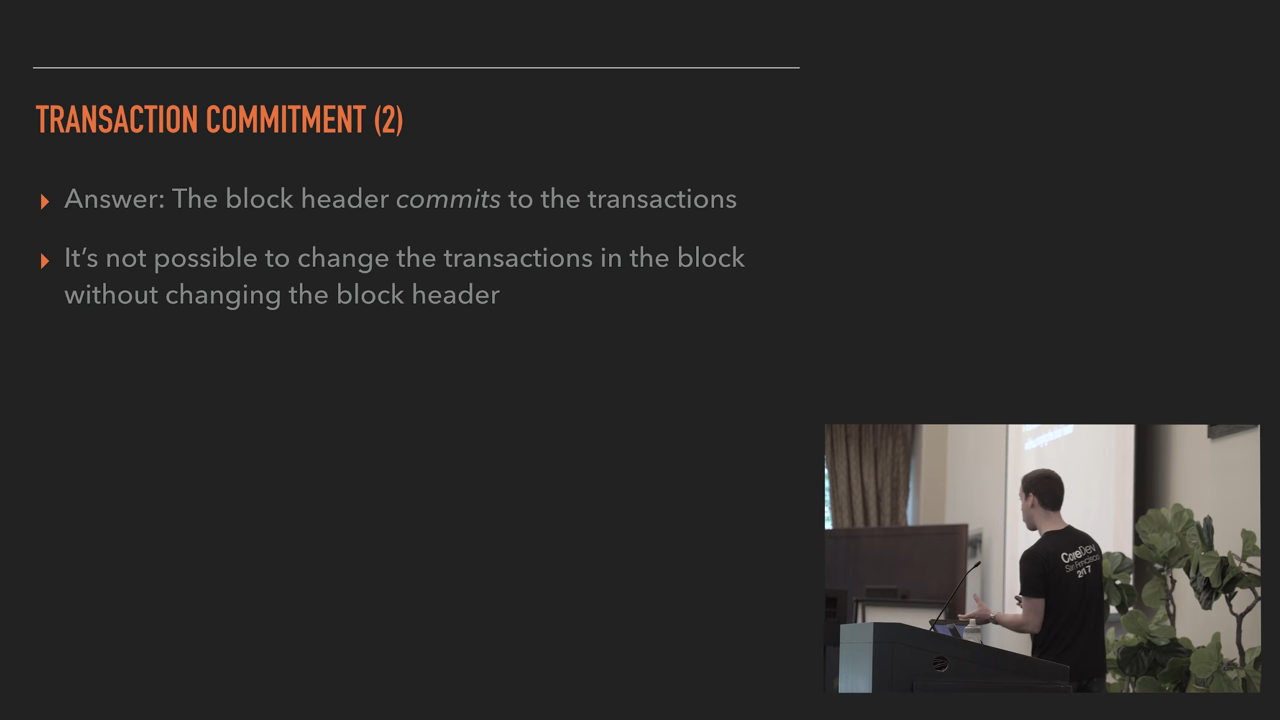 TRANSACTION COMMITMENT (2)
Answer: The block header commits to the transactions
It’s not possible to change the transactions in the block
without changing the block header
CoreDev
San Francisco
2017